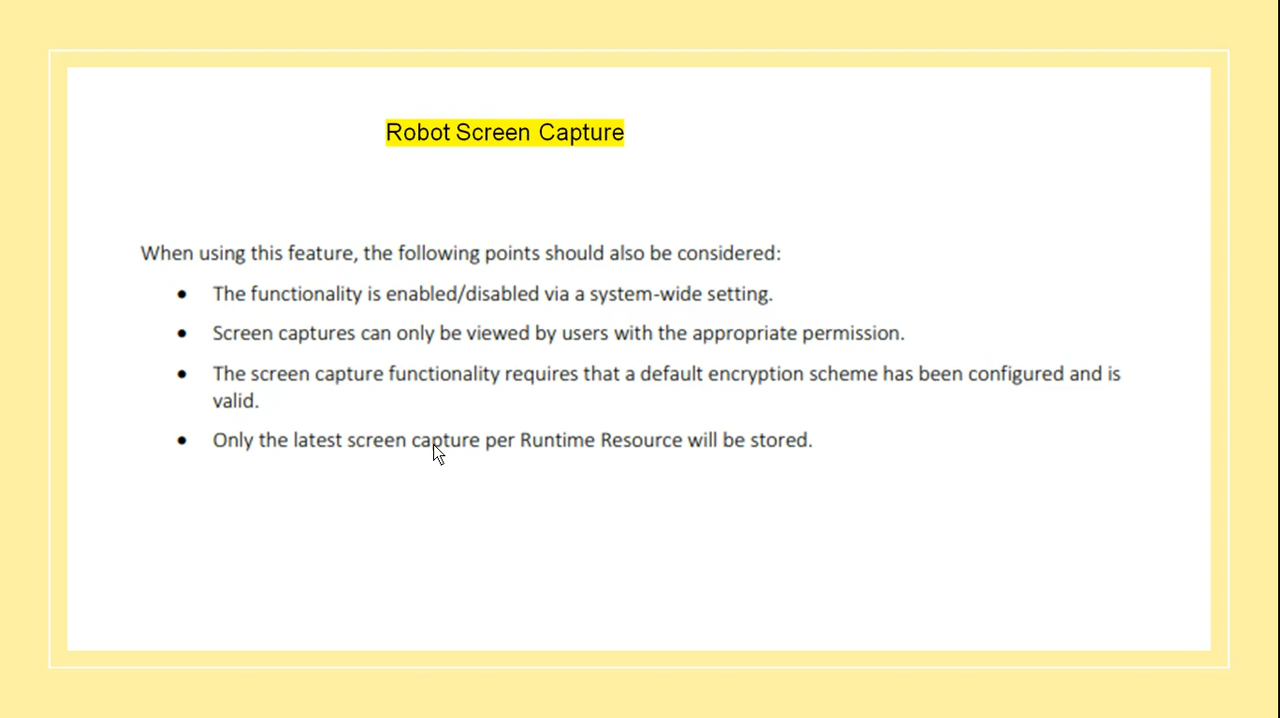 Robot Screen Capture
When using this feature, the following points should also be considered:
• The functionality is enabled/disabled via a system-wide setting.
• Screen captures can only be viewed by users with the appropriate permission.
• The screen capture functionality requires that a default encryption scheme has been configured and is
valid.
• Only the latest screen capture per Runtime Resource will be stored.